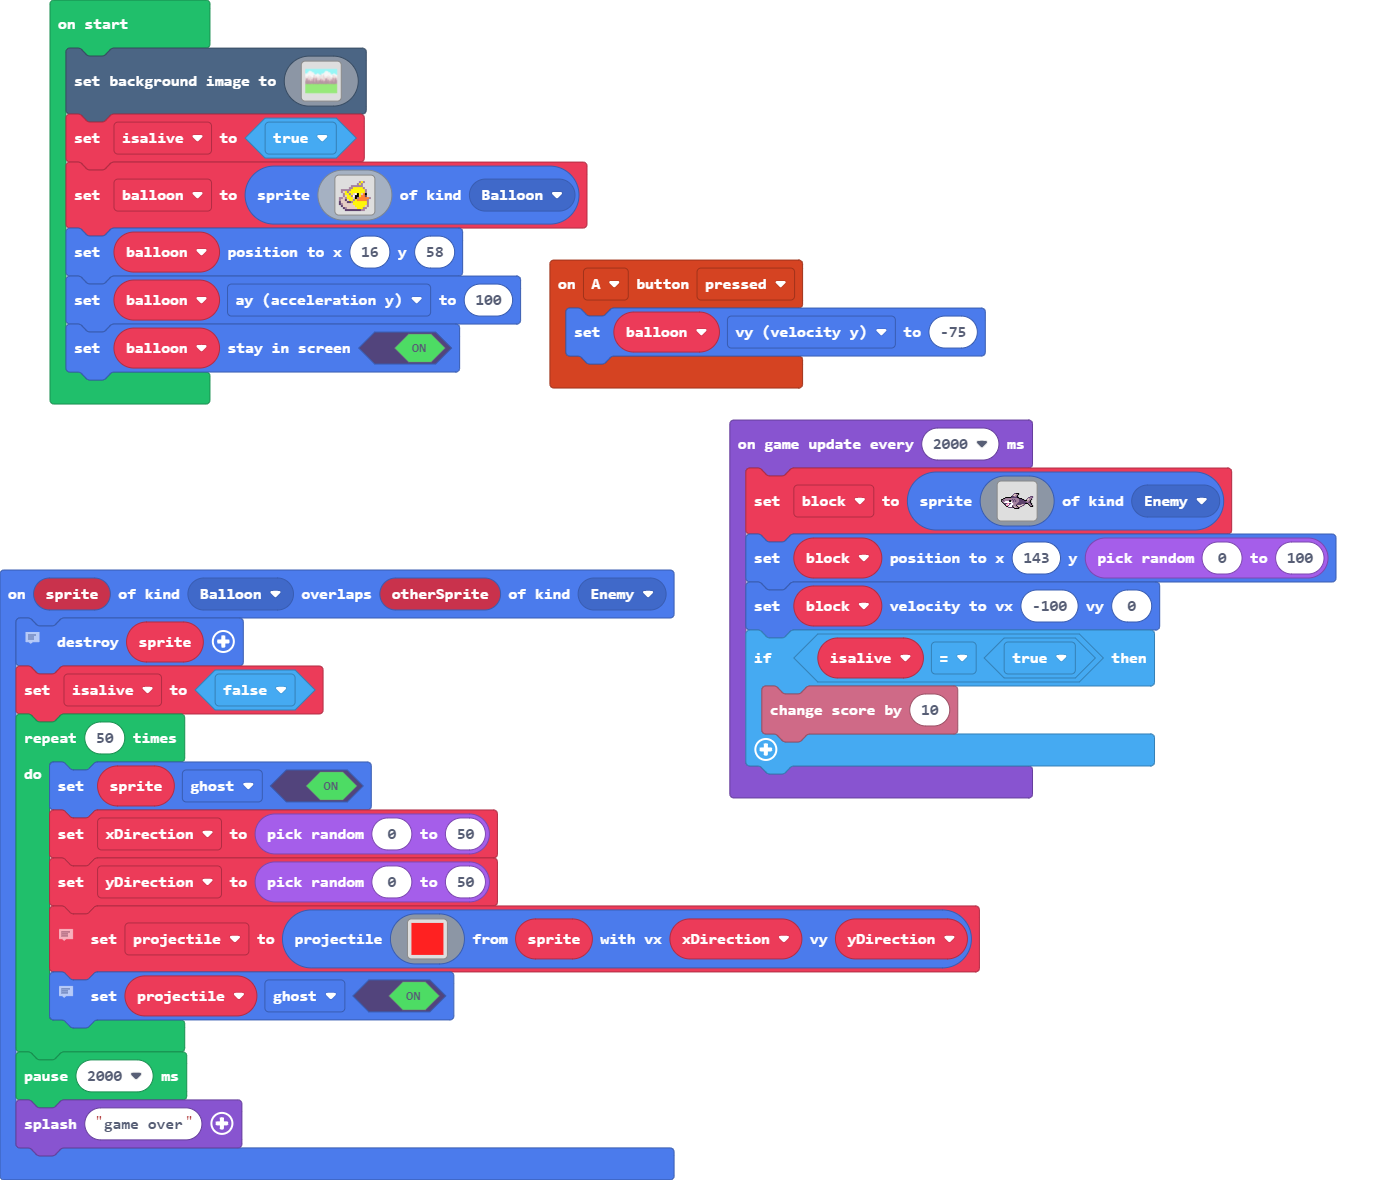 on start
set background image to
set isalive to true
set balloon to sprite of kind Balloon
set balloon position to x 16 y 58
set balloon ay (acceleration y) to 100
set balloon stay in screen ON
on A button pressed
set balloon vy (velocity y) to -75
on game update every 2000 ms
set block to sprite of kind Enemy
set block position to x 143 y pick random 0 to 100
set block velocity to vx -100 vy 0
if isalive = true then
change score by 10
on sprite of kind Balloon overlaps otherSprite of kind Enemy
destroy sprite
set isalive to false
repeat 50 times
do
set sprite ghost ON
set xDirection to pick random 0 to 50
set yDirection to pick random 0 to 50
set projectile to projectile from sprite with vx xDirection vy yDirection
set projectile ghost ON
pause 2000 ms
splash "game over"